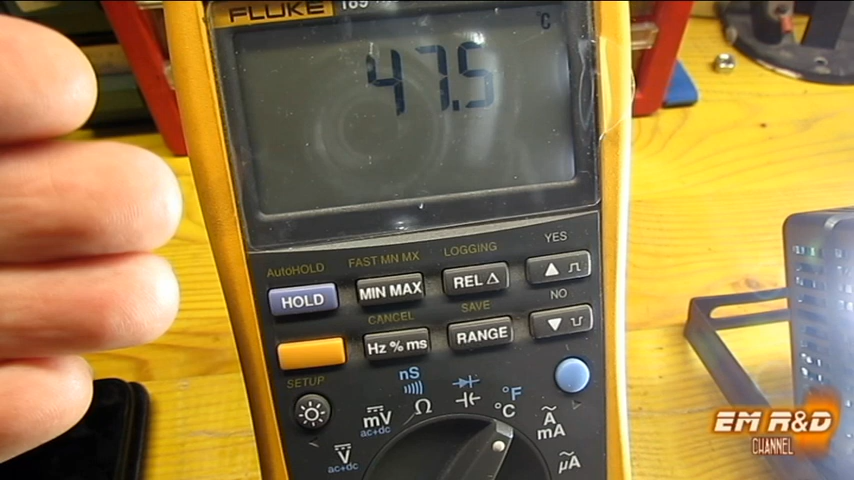 FLUKE 189
°C
47.5
YES
AutoHOLD FAST MN MX LOGGING
HOLD MIN MAX REL Δ
NO
CANCEL SAVE
Hz % ms RANGE
SETUP
nS
Ω °F
°C
mV
ac+dc
mA
V
ac+dc
µA
EM R&D
CHANNEL